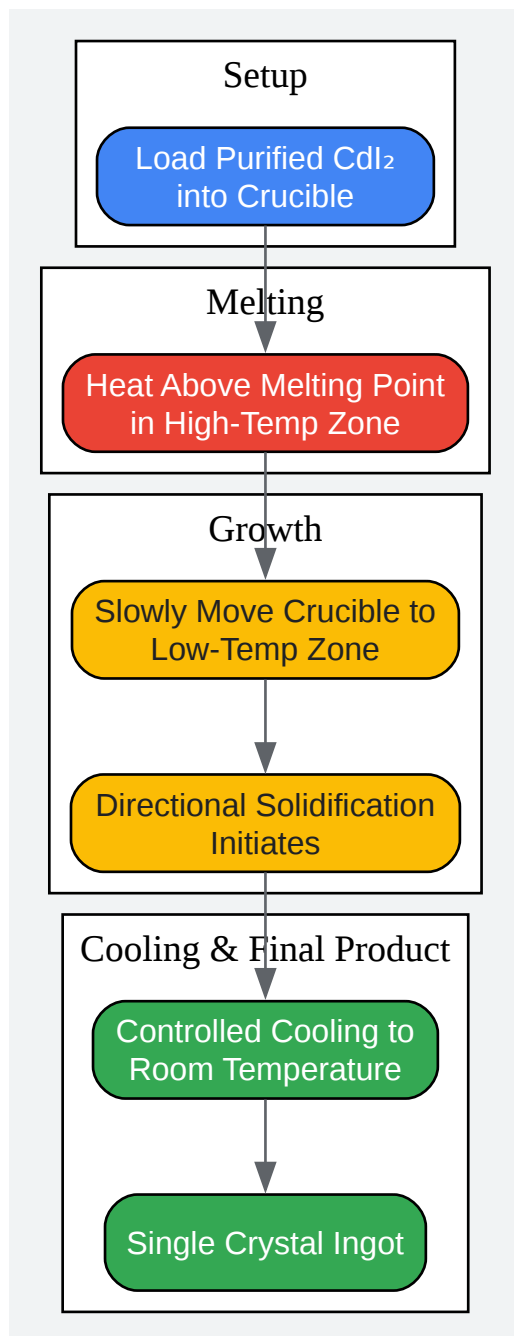 Setup
Load Purified CdI₂
into Crucible
Melting
Heat Above Melting Point
in High-Temp Zone
Growth
Slowly Move Crucible to
Low-Temp Zone
Directional Solidification
Initiates
Cooling & Final Product
Controlled Cooling to
Room Temperature
Single Crystal Ingot